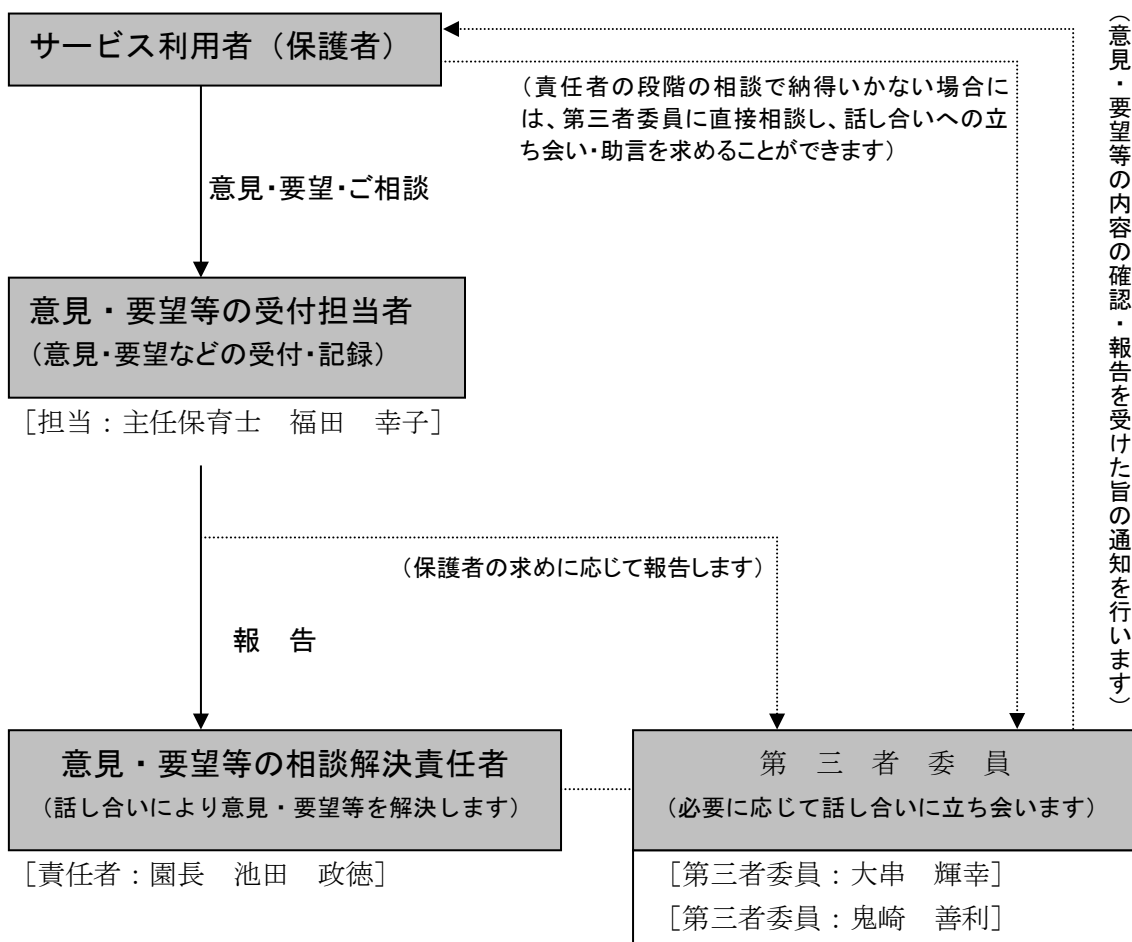 サービス利用者（保護者）
（責任者の段階の相談で納得いかない場合に
は、第三者委員に直接相談し、話し合いへの立
ち会い・助言を求めることができます）
（意見・要望等の内容の確認・報告を受けた旨の通知を行います）
意見・要望・ご相談
意見・要望等の受付担当者
（意見・要望などの受付・記録）
［担当：主任保育士　福田　幸子］
（保護者の求めに応じて報告します）
報　告
意見・要望等の相談解決責任者
（話し合いにより意見・要望等を解決します）
［責任者：園長　池田　政徳］
第　三　者　委　員
（必要に応じて話し合いに立ち会います）
［第三者委員：大串　輝幸］
［第三者委員：鬼崎　善利］